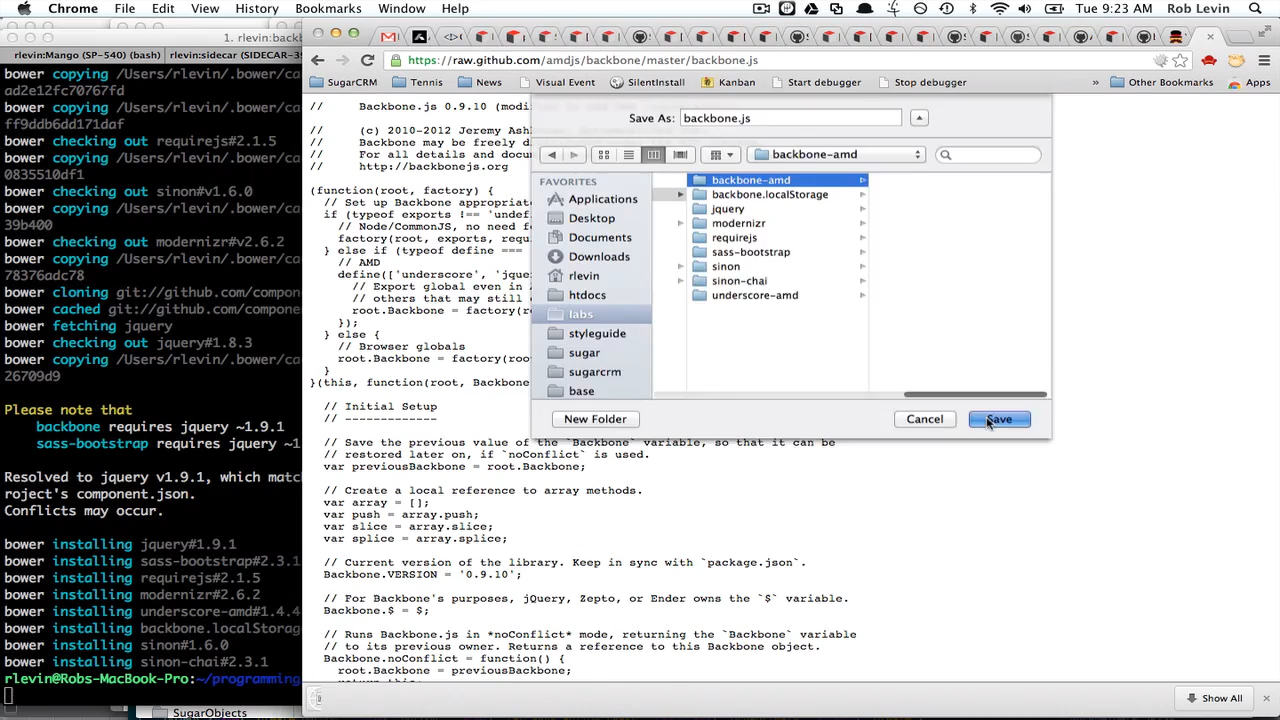 Chrome File Edit View History Bookmarks Window Help
Tue 9:23 AM Rob Levin
1. rlevin:back
rlevin:Mango (SP-540) (bash) rlevin:sidecar (SIDECAR-35
bower copying /Users/rlevin/.bower/ca
ad2e12fc70767fd
bower copying /Users/rlevin/.bower/ca
ff9ddb6dd171daf
bower checking out requirejs#2.1.5
bower copying /Users/rlevin/.bower/ca
0835510df1
bower checking out sinon#v1.6.0
bower copying /Users/rlevin/.bower/ca
39b400
bower checking out modernizr#v2.6.2
bower copying /Users/rlevin/.bower/ca
78376adc78
bower cloning git://github.com/compone
bower cached git://github.com/compone
bower fetching jquery
bower checking out jquery#1.8.3
bower copying /Users/rlevin/.bower/ca
26709d9
Please note that
backbone requires jquery ~1.9.1
sass-bootstrap requires jquery ~1
Resolved to jquery v1.9.1, which matc
roject's component.json.
Conflicts may occur.
bower installing jquery#1.9.1
bower installing sass-bootstrap#2.3.1
bower installing requirejs#2.1.5
bower installing modernizr#2.6.2
bower installing underscore-amd#1.4.4
bower installing backbone.localStorag
bower installing sinon#1.6.0
bower installing sinon-chai#2.3.1
rlevin@Robs-MacBook-Pro:~/programming
SugarObjects
https://raw.github.com/amdjs/backbone/master/backbone.js
SugarCRM Tennis News Visual Event SilentInstall Kanban Start debugger Stop debugger » Other Bookmarks Apps
// Backbone.js 0.9.10 (modi
// (c) 2010-2012 Jeremy Ash
// Backbone may be freely di
// For all details and docu
// http://backbonejs.org
(function(root, factory) {
// Set up Backbone appropriate
if (typeof exports !== 'undef
// Node/CommonJS, no need fo
factory(root, exports, requi
} else if (typeof define ===
// AMD
define(['underscore', 'jque
// Export global even in A
// others that may still e
root.Backbone = factory(ro
});
} else {
// Browser globals
root.Backbone = factory(root
}
}(this, function(root, Backbone
// Initial Setup
// -------------
// Save the previous value of the `Backbone` variable, so that it can be
// restored later on, if `noConflict` is used.
var previousBackbone = root.Backbone;
// Create a local reference to array methods.
var array = [];
var push = array.push;
var slice = array.slice;
var splice = array.splice;
// Current version of the library. Keep in sync with `package.json`.
Backbone.VERSION = '0.9.10';
// For Backbone's purposes, jQuery, Zepto, or Ender owns the `$` variable.
Backbone.$ = $;
// Runs Backbone.js in *noConflict* mode, returning the `Backbone` variable
// to its previous owner. Returns a reference to this Backbone object.
Backbone.noConflict = function() {
root.Backbone = previousBackbone;
return this;
Save As: backbone.js
backbone-amd
FAVORITES
Applications
Desktop
Documents
Downloads
rlevin
htdocs
labs
styleguide
sugar
sugarcrm
base
backbone-amd
backbone.localStorage
jquery
modernizr
requirejs
sass-bootstrap
sinon
sinon-chai
underscore-amd
New Folder Cancel Save
Show All